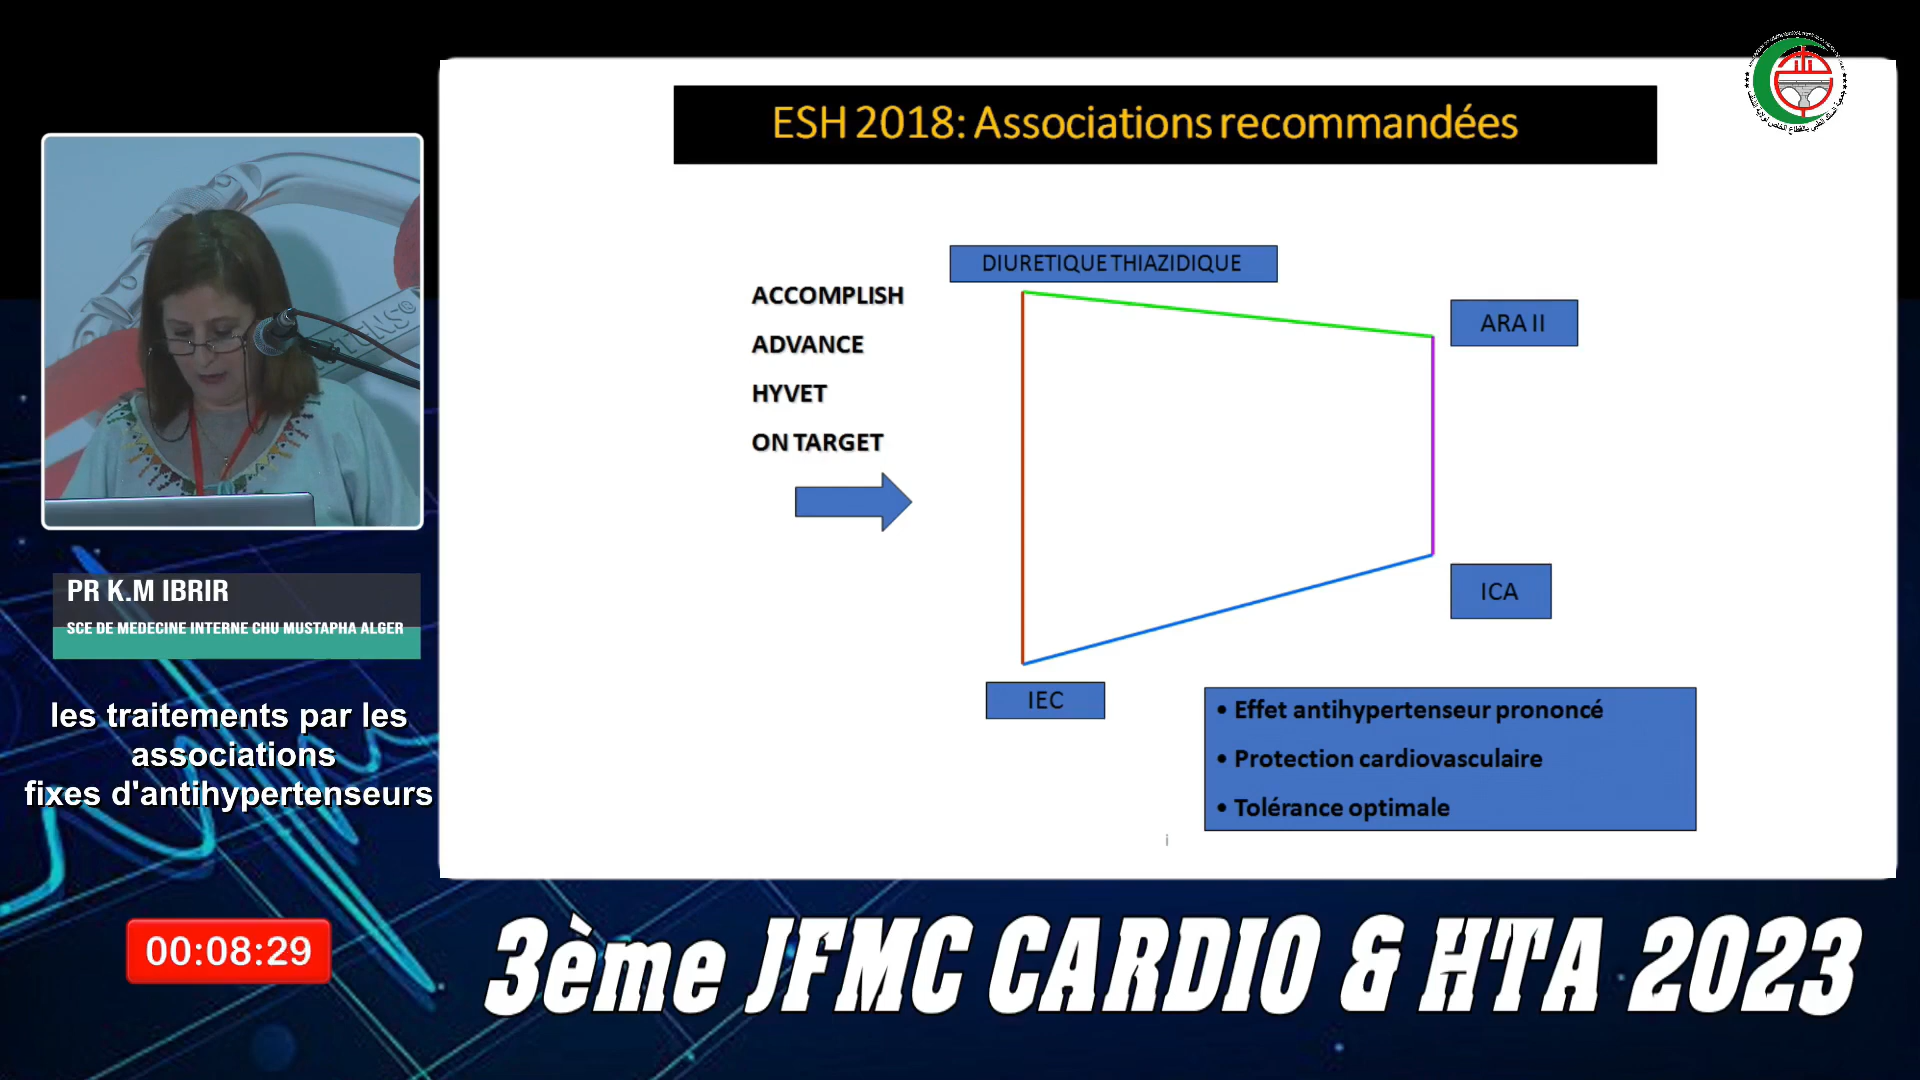 ESH 2018: Associations recommandées
DIURETIQUE THIAZIDIQUE
ACCOMPLISH
ADVANCE
HYVET
ON TARGET
ARA II
ICA
IEC
• Effet antihypertenseur prononcé
• Protection cardiovasculaire
• Tolérance optimale
i
PR K.M IBRIR
SCE DE MEDECINE INTERNE CHU MUSTAPHA ALGER
les traitements par les
associations
fixes d'antihypertenseurs
00:08:29
3ème JFMC CARDIO & HTA 2023